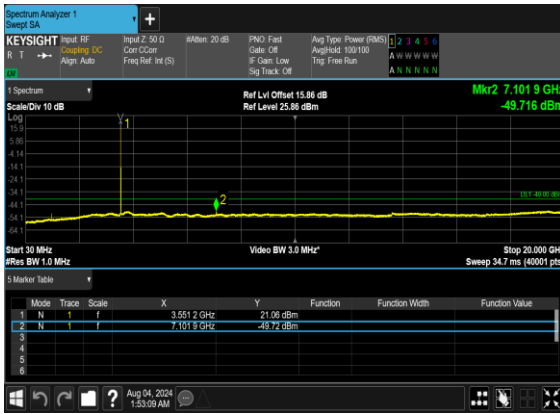 Spectrum Analyzer 1
Swept SA
+
KEYSIGHT Input: RF Input Z: 50 Ω #Atten: 20 dB PNO: Fast Avg Type: Power (RMS) 1 2 3 4 5 6
R T Coupling: DC Corr CCorr Gate: Off Avg|Hold: 100/100 A W W W W W
Align: Auto Freq Ref: Int (S) IF Gain: Low Trig: Free Run
LXI Sig Track: Off A N N N N N
1 Spectrum Mkr2 7.101 9 GHz
Scale/Div 10 dB Ref Lvl Offset 15.86 dB -49.716 dBm
Ref Level 25.86 dBm
Log
15.9 1
5.86
-4.14
-14.1
-24.1
-34.1 2 DL1 -40.00 dBm
-44.1
-54.1
-64.1
Start 30 MHz Video BW 3.0 MHz* Stop 20.000 GHz
#Res BW 1.0 MHz Sweep 34.7 ms (40001 pts)
5 Marker Table
Mode Trace Scale X Y Function Function Width Function Value
1 N 1 f 3.551 2 GHz 21.06 dBm
2 N 1 f 7.101 9 GHz -49.72 dBm
3
4
5
6
? Aug 04, 2024
1:53:09 AM